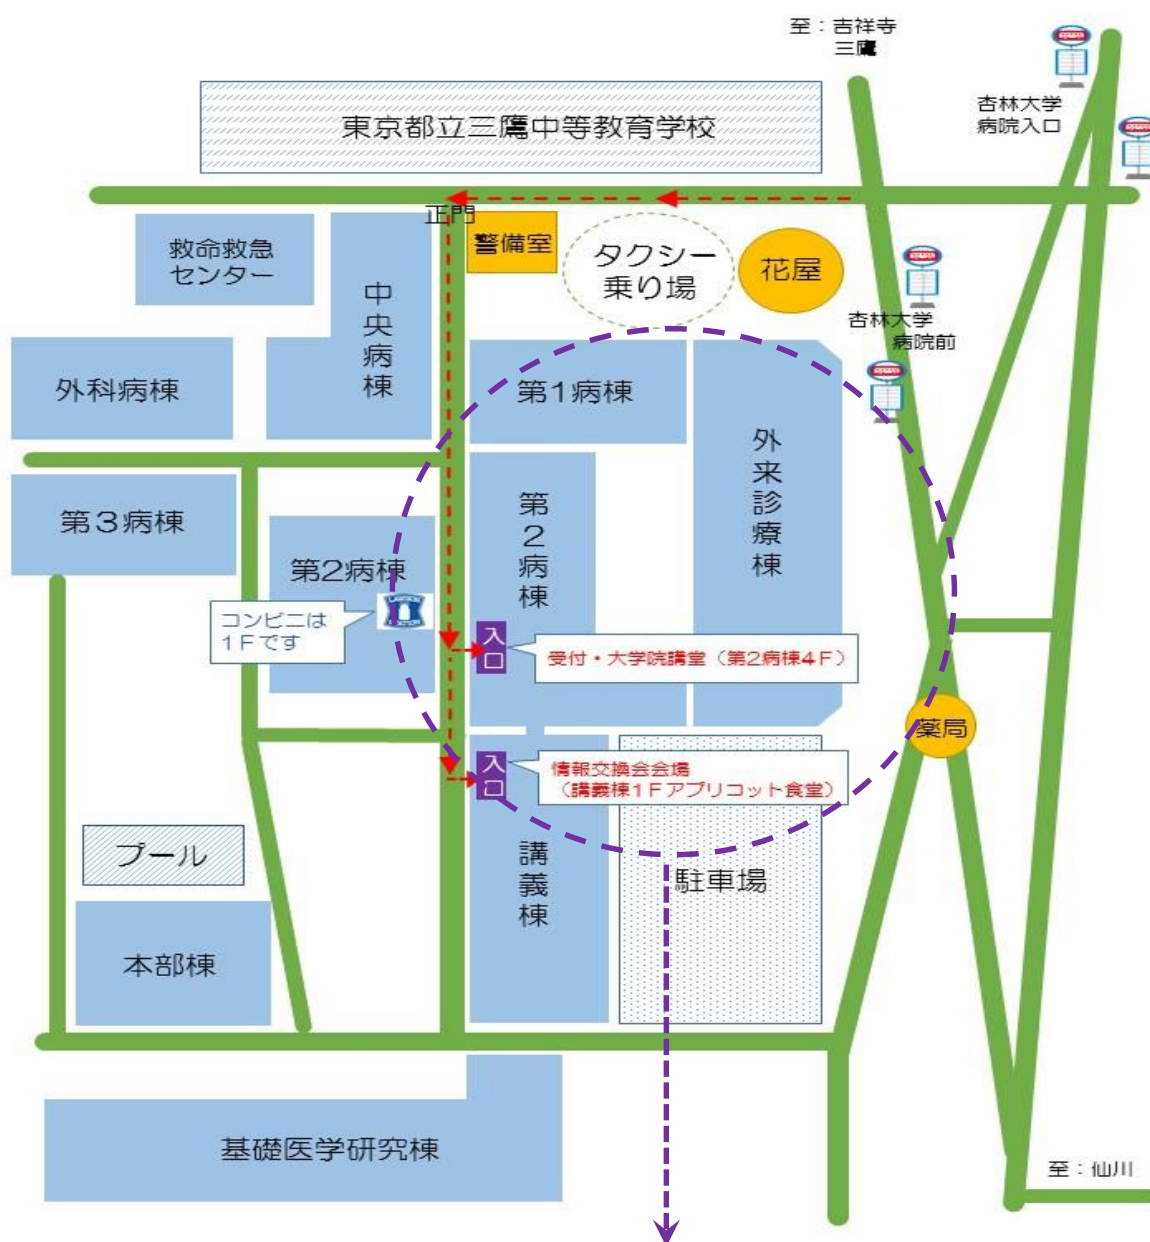 至：吉祥寺
三鷹
杏林大学
病院入口
東京都立三鷹中等教育学校
正門
警備室
タクシー
乗り場
花屋
救命救急
センター
中央病棟
杏林大学
病院前
外科病棟
第1病棟
外来診療棟
第2病棟
第３病棟
第2病棟
コンビニは
１Ｆです
入口
受付・大学院講堂（第2病棟4Ｆ）
薬局
入口
情報交換会会場
（講義棟1Ｆアプリコット食堂）
プール
講義棟
駐車場
本部棟
基礎医学研究棟
至：仙川